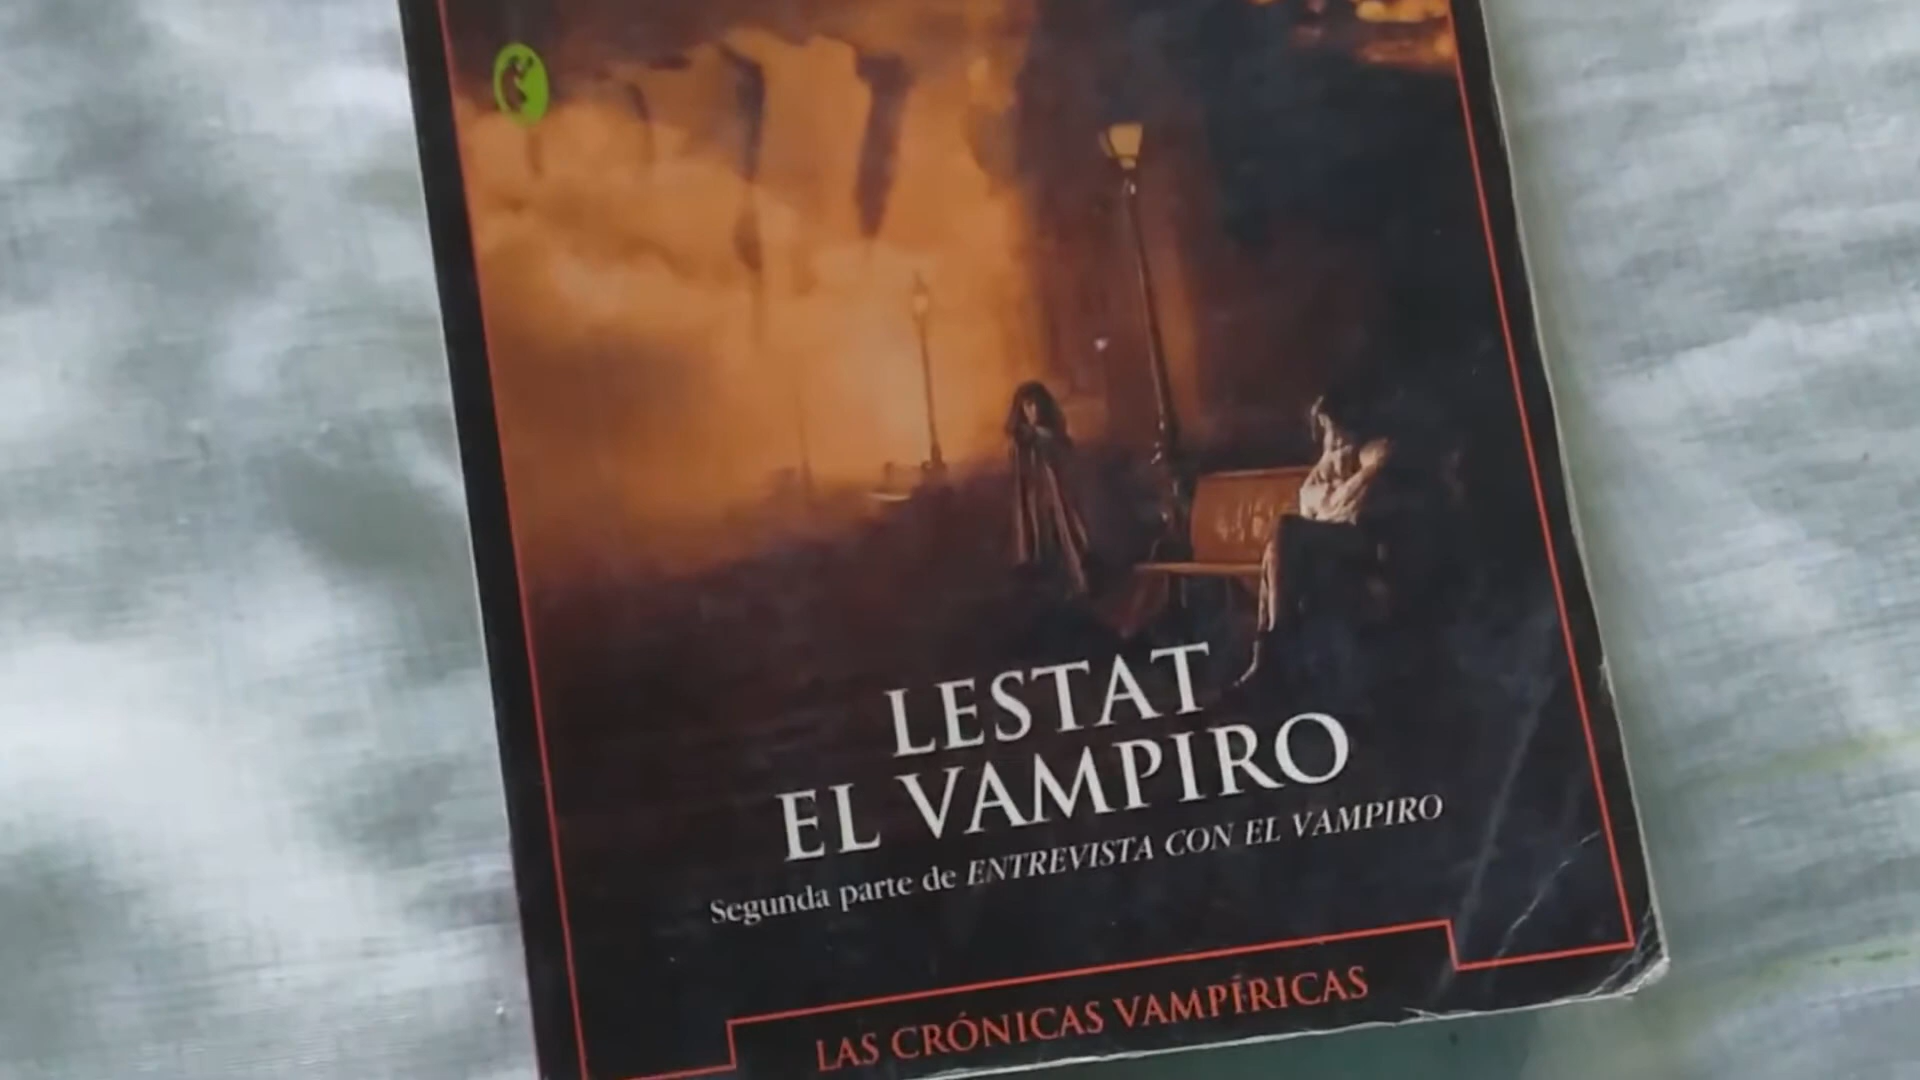 LESTAT
EL VAMPIRO
Segunda parte de ENTREVISTA CON EL VAMPIRO
LAS CRÓNICAS VAMPÍRICAS